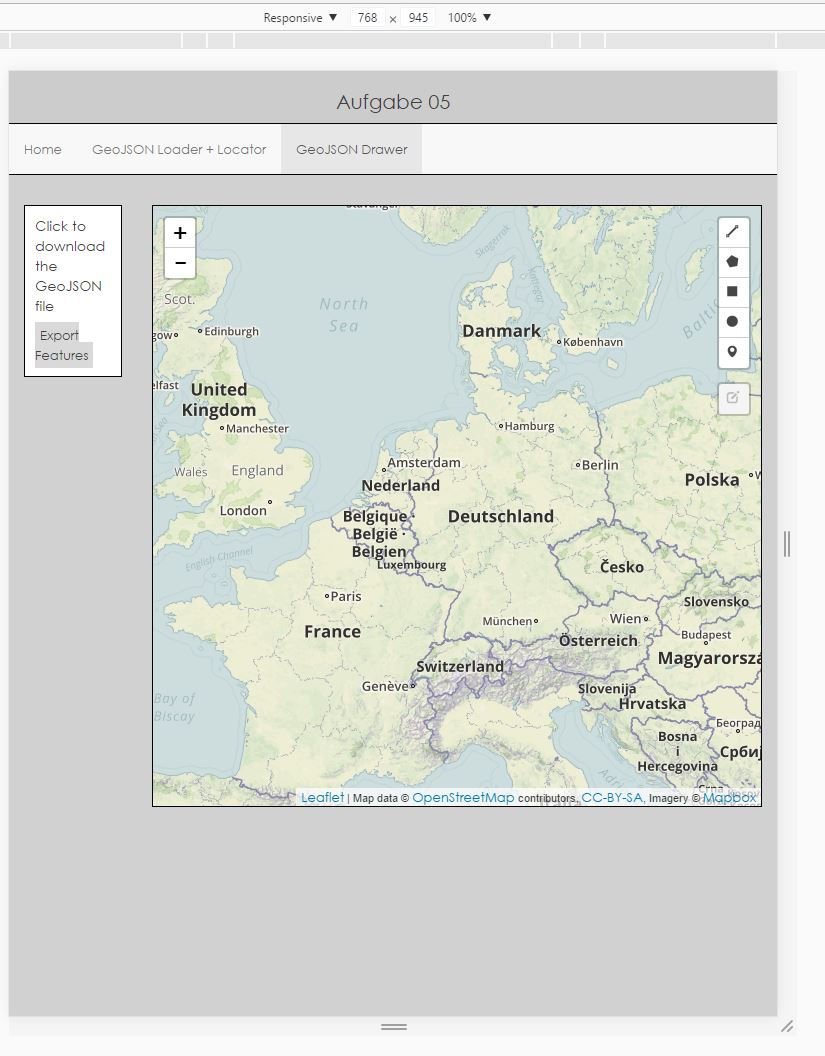 Responsive ▼ 768 x 945 100% ▼
Aufgabe 05
Home GeoJSON Loader + Locator GeoJSON Drawer
Click to
download
the
GeoJSON
file
Export
Features
+
−
Skagerrak
Kattegat
Scot.
North
Sea
Baltic
Edinburgh
Danmark
København
gow
elfast
United
Kingdom
Manchester
Hamburg
Amsterdam
Berlin
Wales
England
Polska
W
Nederland
London
Belgique ·
België ·
Belgien
Deutschland
English Channel
Luxembourg
Česko
Paris
Slovensko
München
Wien
France
Budapest
Österreich
Magyarorszá
Switzerland
Genève
Slovenija
Hrvatska
Bay of
Biscay
Београд
Bosna
i
Hercegovina
Србиј
Adri
Crna
Leaflet | Map data © OpenStreetMap contributors, CC-BY-SA, Imagery © Mapbox